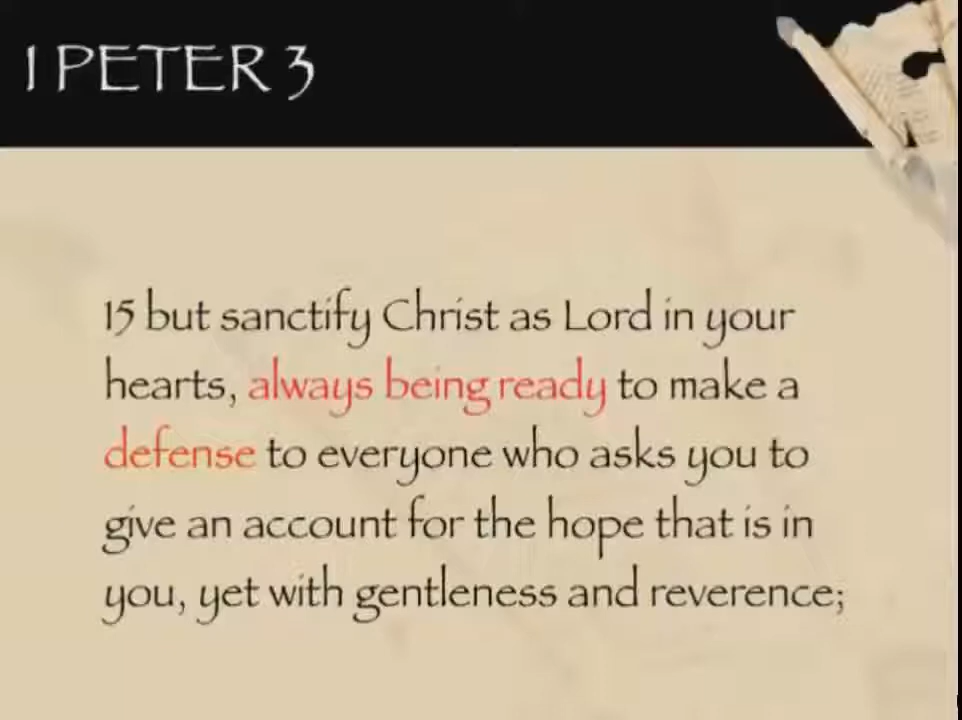 1 PETER 3
15 but sanctify Christ as Lord in your
hearts, always being ready to make a
defense to everyone who asks you to
give an account for the hope that is in
you, yet with gentleness and reverence;